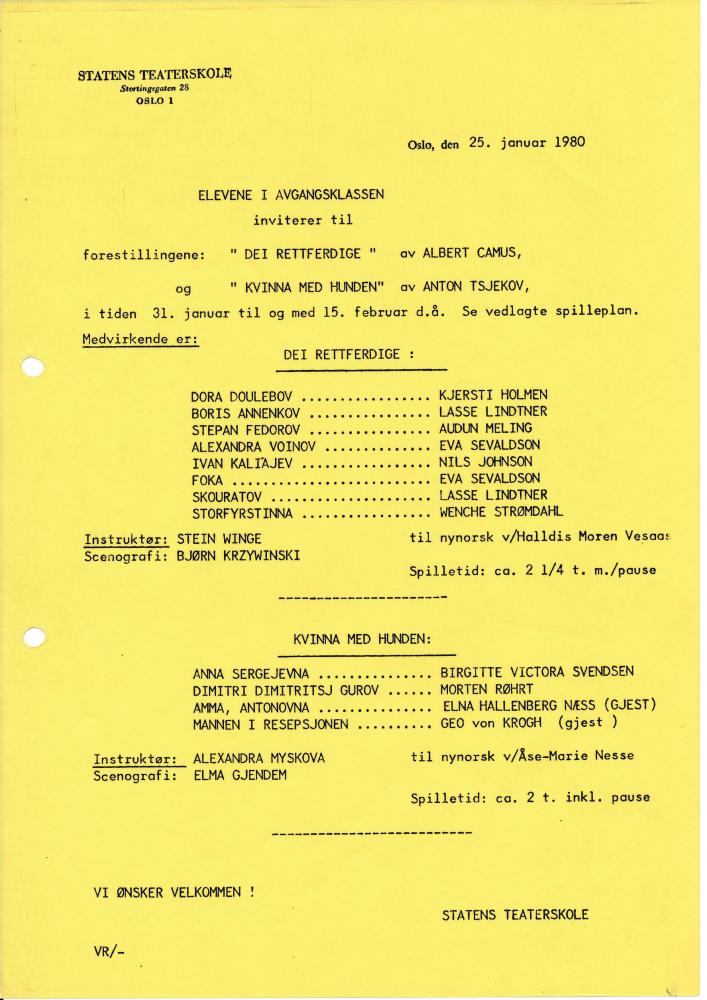 STATENS TEATERSKOLE
Stortingsgaten 28
OSLO 1
Oslo, den 25. januar 1980
ELEVENE I AVGANGSKLASSEN
inviterer til
forestillingene: " DEI RETTFERDIGE " av ALBERT CAMUS,
og " KVINNA MED HUNDEN" av ANTON TSJEKOV,
i tiden 31. januar til og med 15. februar d.å. Se vedlagte spilleplan.
Medvirkende er:
DEI RETTFERDIGE :
DORA DOULEBOV ................. KJERSTI HOLMEN
BORIS ANNENKOV ................ LASSE LINDTNER
STEPAN FEDOROV ................ AUDUN MELING
ALEXANDRA VOINOV .............. EVA SEVALDSON
IVAN KALIAJEV ................. NILS JOHNSON
FOKA .......................... EVA SEVALDSON
SKOURATOV ..................... LASSE LINDTNER
STORFYRSTINNA ................. WENCHE STRØMDAHL
Instruktør: STEIN WINGE til nynorsk v/Halldis Moren Vesaas
Scenografi: BJØRN KRZYWINSKI
Spilletid: ca. 2 1/4 t. m./pause
----------------------
KVINNA MED HUNDEN:
ANNA SERGEJEVNA ............... BIRGITTE VICTORA SVENDSEN
DIMITRI DIMITRITSJ GUROV ...... MORTEN RØHRT
AMMA, ANTONOVNA ............... ELNA HALLENBERG NÆSS (GJEST)
MANNEN I RESEPSJONEN .......... GEO von KROGH (gjest )
Instruktør: ALEXANDRA MYSKOVA til nynorsk v/Åse-Marie Nesse
Scenografi: ELMA GJENDEM
Spilletid: ca. 2 t. inkl. pause
--------------------------
VI ØNSKER VELKOMMEN !
STATENS TEATERSKOLE
VR/-